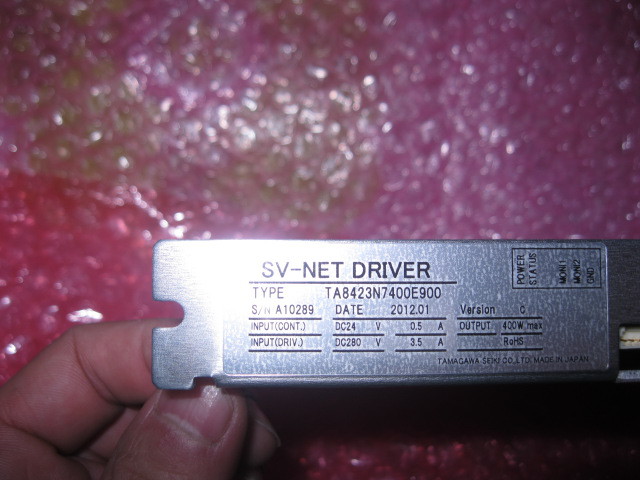 SV-NET DRIVER
TYPE TA8423N7400E900
S/N A10289 DATE 2012.01 Version C
INPUT(CONT.) DC24 V 0.5 A OUTPUT 400W max
INPUT(DRIV.) DC280 V 3.5 A RoHS
TAMAGAWA SEIKI CO.,LTD. MADE IN JAPAN
POWER
STATUS
MON1
MON2
GND